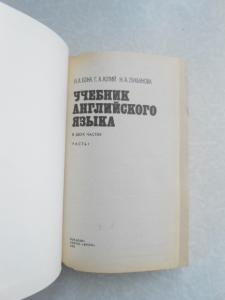 Н.А.БОНК Г.А.КОТИЙ Н.А.ЛУКЬЯНОВА
УЧЕБНИК
АНГЛИЙСКОГО
ЯЗЫКА
В ДВУХ ЧАСТЯХ
ЧАСТЬ I